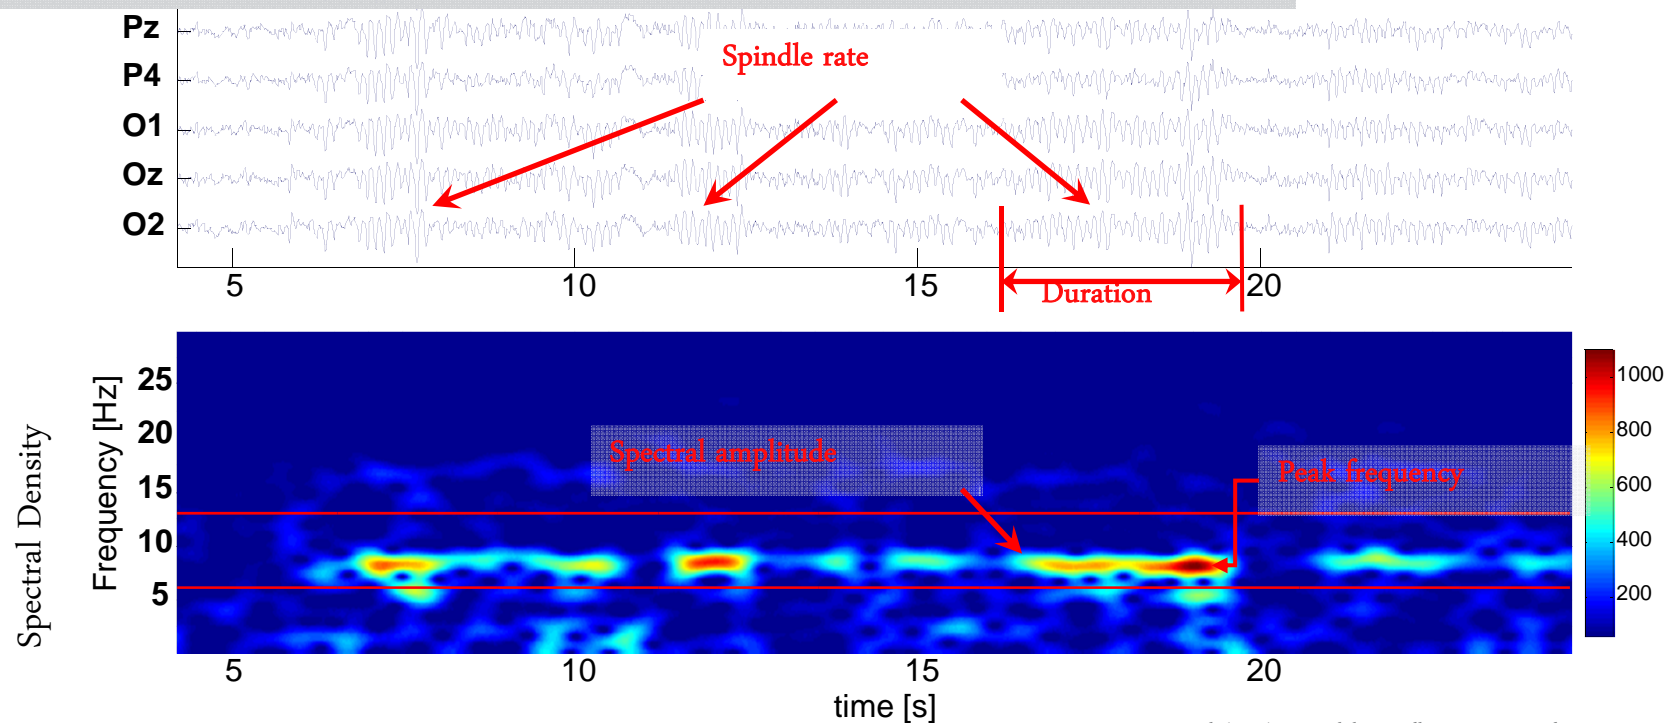 Pz
Spindle rate
P4
O1
Oz
O2
5 10 15 20
Duration
Spectral Density
Frequency [Hz]
25
20
15
10
5
Spectral amplitude
Peak frequency
1000
800
600
400
200
5 10 15 20
time [s]